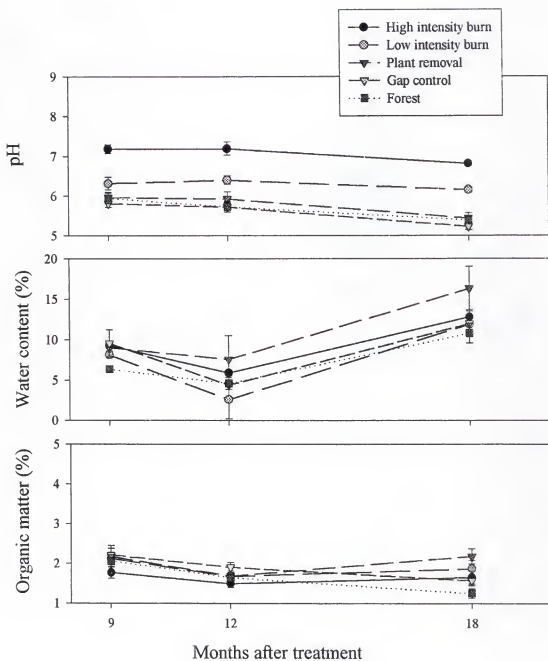 High intensity burn
Low intensity burn
Plant removal
Gap control
Forest
9
8
7
6
5
pH
20
15
10
5
0
Water content (%)
5
4
3
2
1
Organic matter (%)
9
12
18
Months after treatment